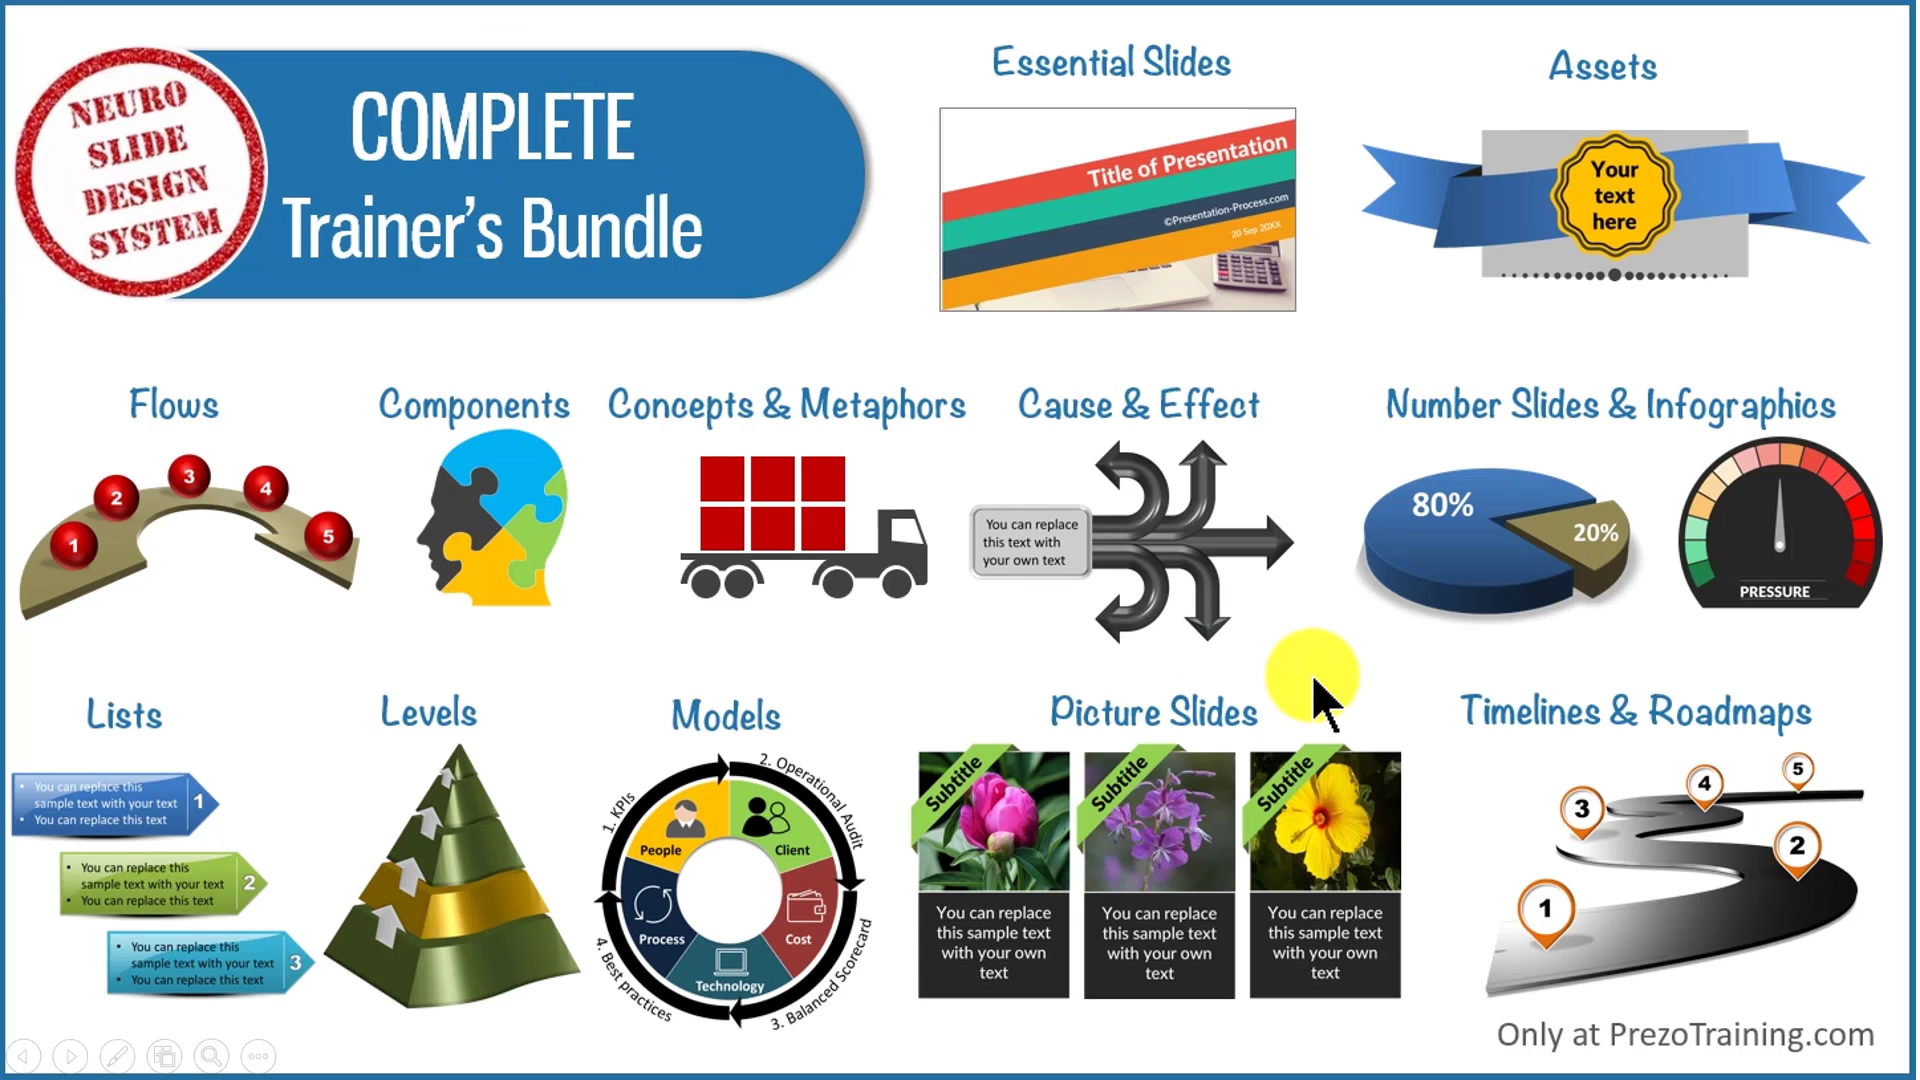 NEURO
SLIDE
DESIGN
SYSTEM
COMPLETE
Trainer's Bundle
Essential Slides
Title of Presentation
©Presentation-Process.com
20 Sep 20XX
Assets
Your
text
here
Flows
1
2
3
4
5
Components
Concepts & Metaphors
Cause & Effect
You can replace
this text with
your own text
Number Slides & Infographics
80%
20%
PRESSURE
Lists
• You can replace this
sample text with your text
• You can replace this text
1
• You can replace this
sample text with your text
• You can replace this text
2
• You can replace this
sample text with your text
• You can replace this text
3
Levels
Models
1. KPIs
2. Operational Audit
3. Balanced Scorecard
4. Best practices
People
Client
Process
Cost
Technology
Picture Slides
Subtitle
You can replace
this sample text
with your own
text
Subtitle
You can replace
this sample text
with your own
text
Subtitle
You can replace
this sample text
with your own
text
Timelines & Roadmaps
1
2
3
4
5
Only at PrezoTraining.com